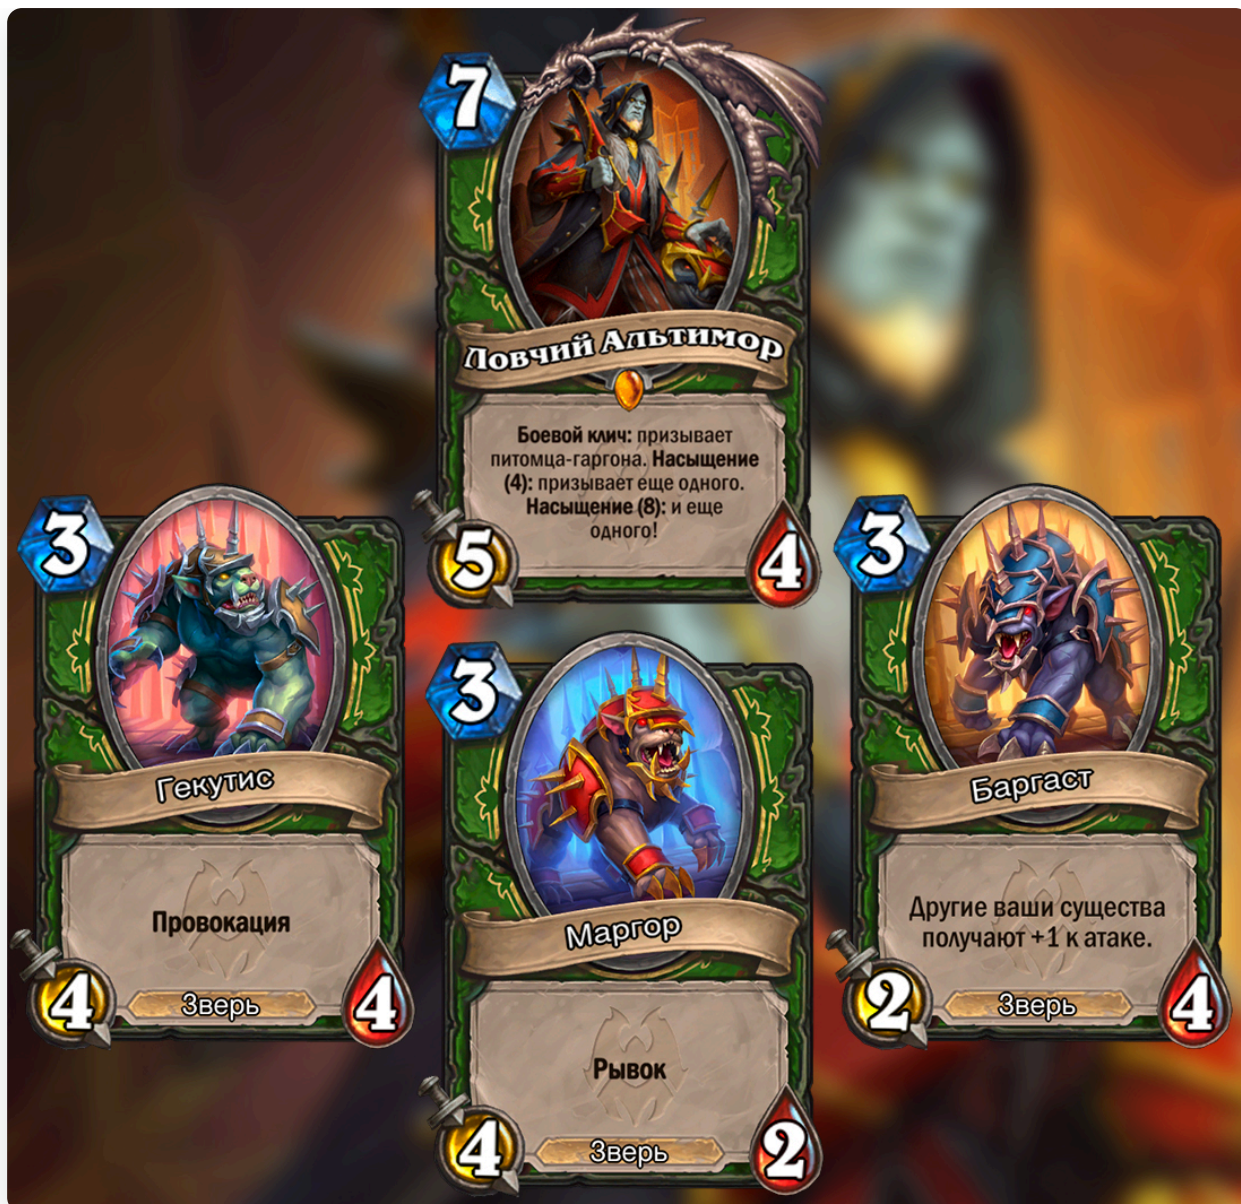 7
Ловчий Альтимор
Боевой клич: призывает
питомца-гаргона. Насыщение
(4): призывает еще одного.
Насыщение (8): и еще
одного!
5
4
3
Гекутис
Провокация
4
Зверь
4
3
Маргор
Рывок
4
Зверь
2
3
Баргаст
Другие ваши существа
получают +1 к атаке.
2
Зверь
4